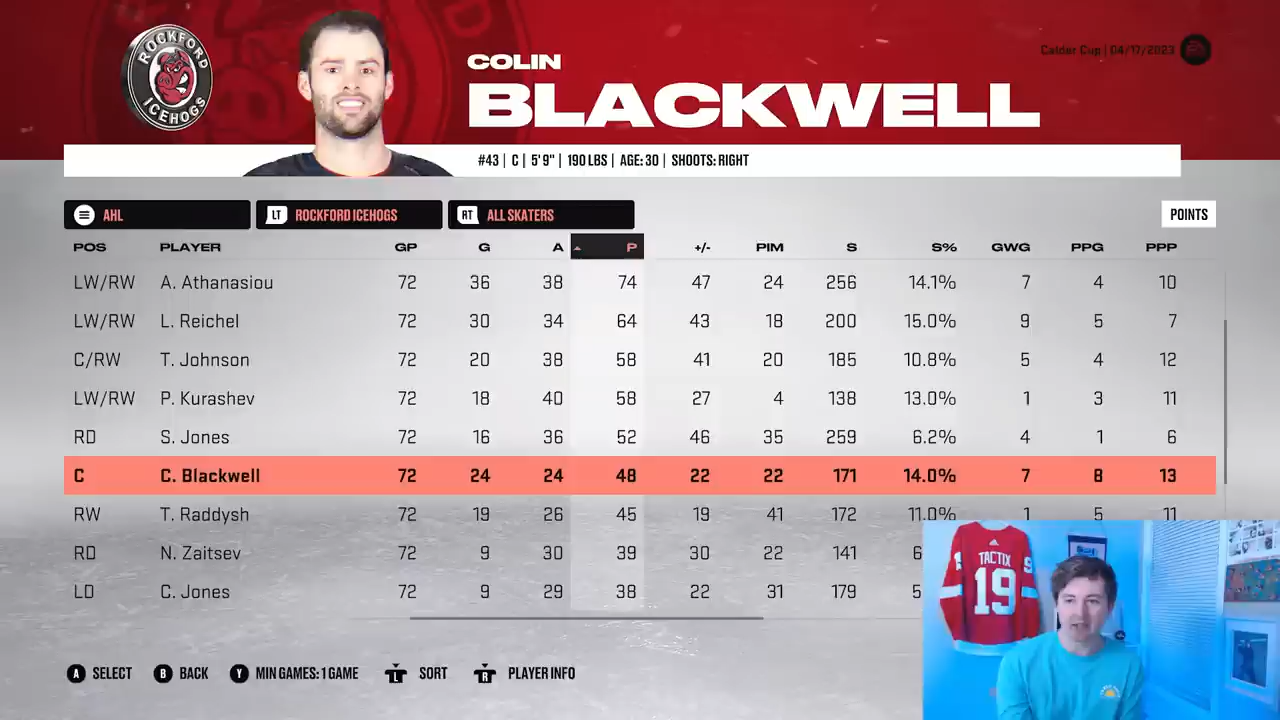 ROCKFORD
ICEHOGS
COLIN
BLACKWELL
Calder Cup | 04/17/2023
#43 | C | 5' 9" | 190 LBS | AGE: 30 | SHOOTS: RIGHT
AHL LT ROCKFORD ICEHOGS RT ALL SKATERS POINTS
POS PLAYER GP G A P +/- PIM S S% GWG PPG PPP
LW/RW A. Athanasiou 72 36 38 74 47 24 256 14.1% 7 4 10
LW/RW L. Reichel 72 30 34 64 43 18 200 15.0% 9 5 7
C/RW T. Johnson 72 20 38 58 41 20 185 10.8% 5 4 12
LW/RW P. Kurashev 72 18 40 58 27 4 138 13.0% 1 3 11
RD S. Jones 72 16 36 52 46 35 259 6.2% 4 1 6
C C. Blackwell 72 24 24 48 22 22 171 14.0% 7 8 13
RW T. Raddysh 72 19 26 45 19 41 172 11.0% 1 5 11
RD N. Zaitsev 72 9 30 39 30 22 141 6
LD C. Jones 72 9 29 38 22 31 179 5
TACTIX
19
A SELECT B BACK Y MIN GAMES: 1 GAME L SORT R PLAYER INFO